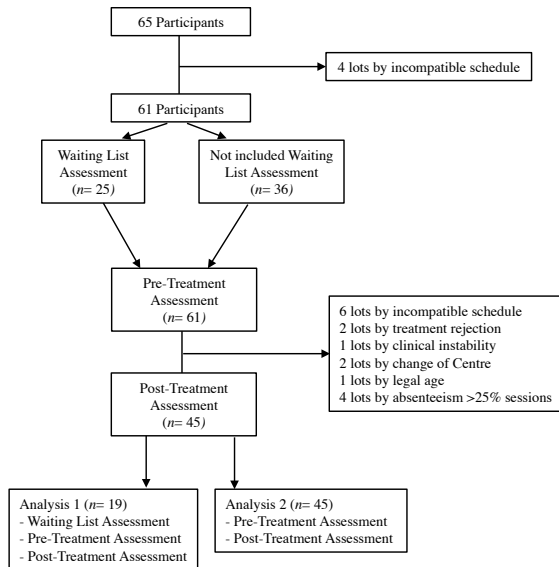 65 Participants
4 lots by incompatible schedule
61 Participants
Waiting List
Assessment
(n= 25)
Not included Waiting
List Assessment
(n= 36)
Pre-Treatment
Assessment
(n = 61)
6 lots by incompatible schedule
2 lots by treatment rejection
1 lots by clinical instability
2 lots by change of Centre
1 lots by legal age
4 lots by absenteeism >25% sessions
Post-Treatment
Assessment
(n= 45)
Analysis 1 (n= 19)
- Waiting List Assessment
- Pre-Treatment Assessment
- Post-Treatment Assessment
Analysis 2 (n= 45)
- Pre-Treatment Assessment
- Post-Treatment Assessment